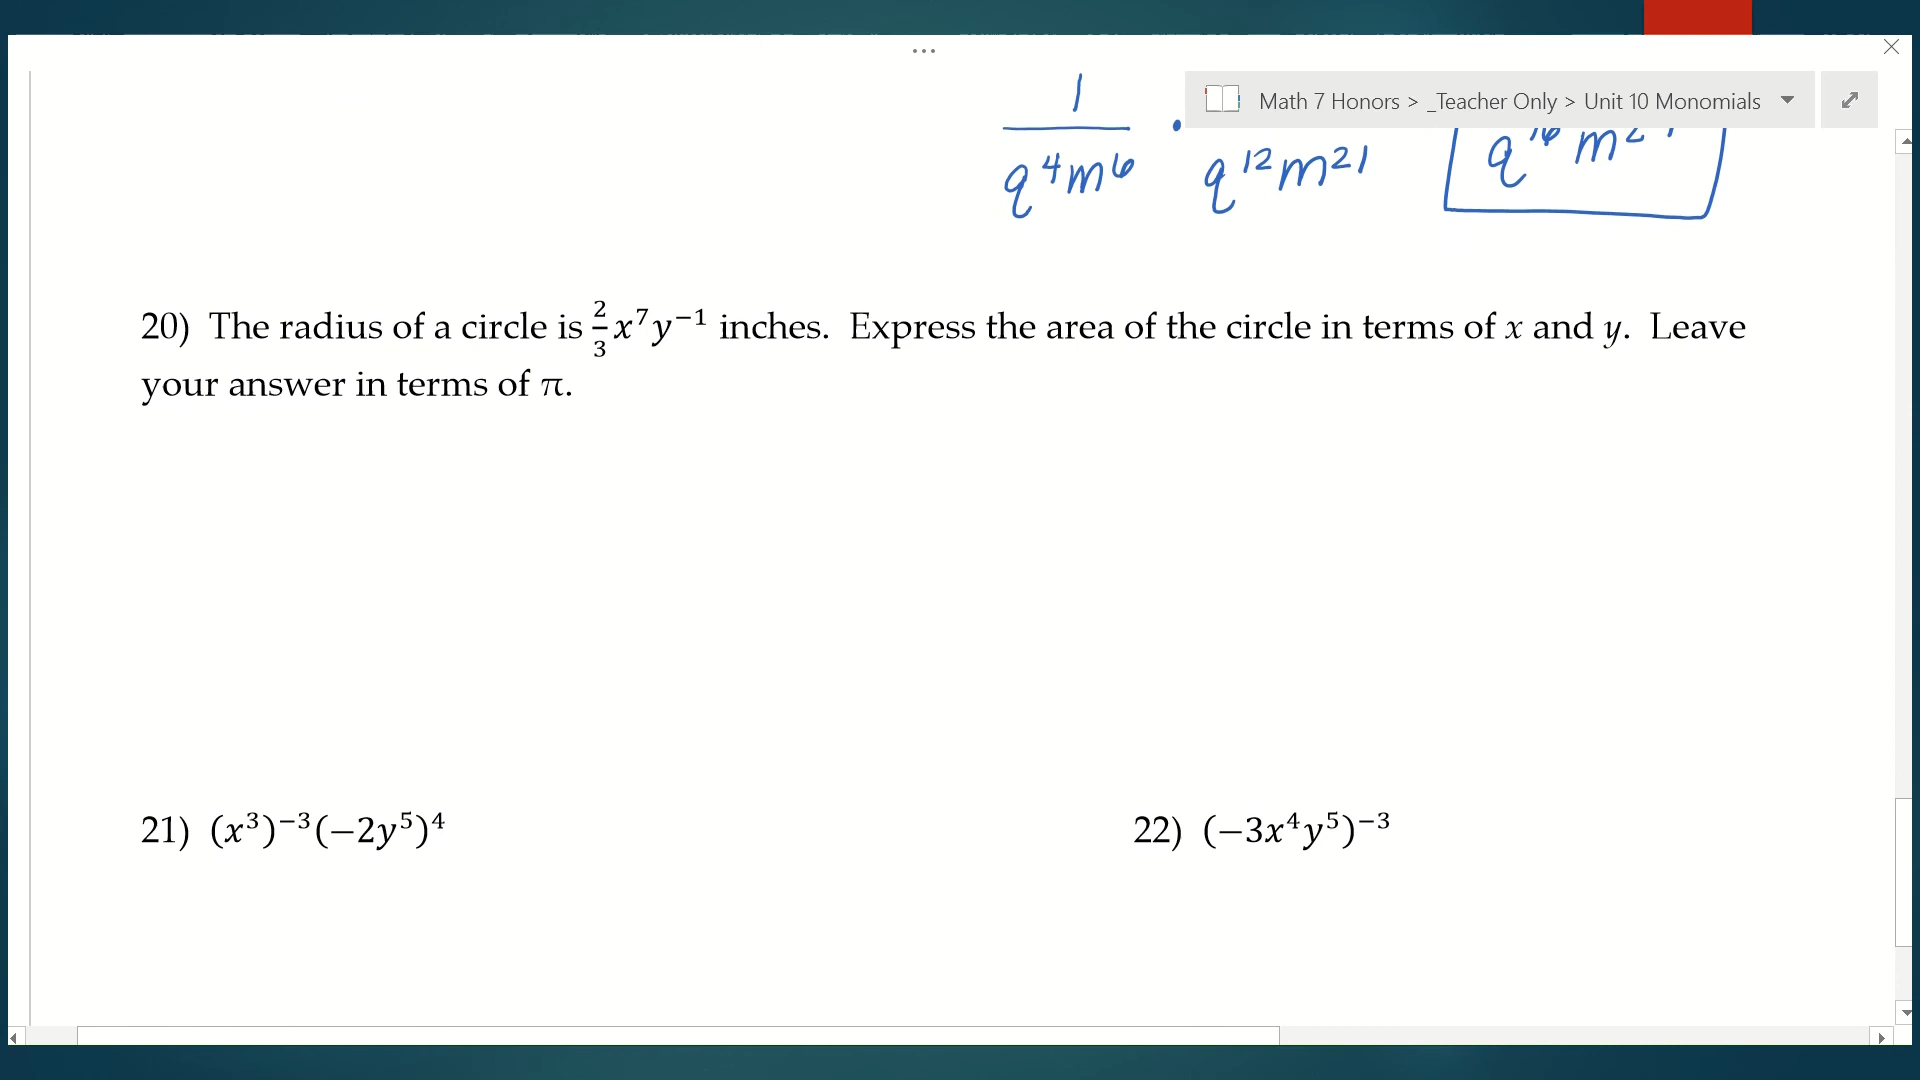 Math 7 Honors > _Teacher Only > Unit 10 Monomials
1
q⁴m⁶ • q¹²m²¹ q m
20) The radius of a circle is 2/3 x⁷y⁻¹ inches. Express the area of the circle in terms of x and y. Leave
your answer in terms of π.
21) (x³)⁻³(−2y⁵)⁴
22) (−3x⁴y⁵)⁻³